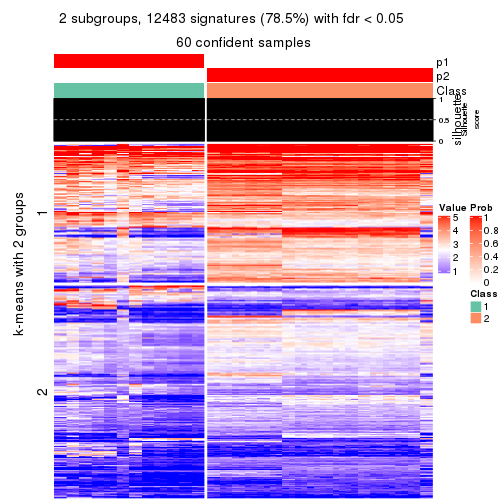 2 subgroups, 12483 signatures (78.5%) with fdr < 0.05
60 confident samples
p1
p2
Class
1
0.5
0
silhouette
Silhouette
score
k-means with 2 groups
1
2
Value
5
4
3
2
1
Prob
1
0.8
0.6
0.4
0.2
0
Class
1
2